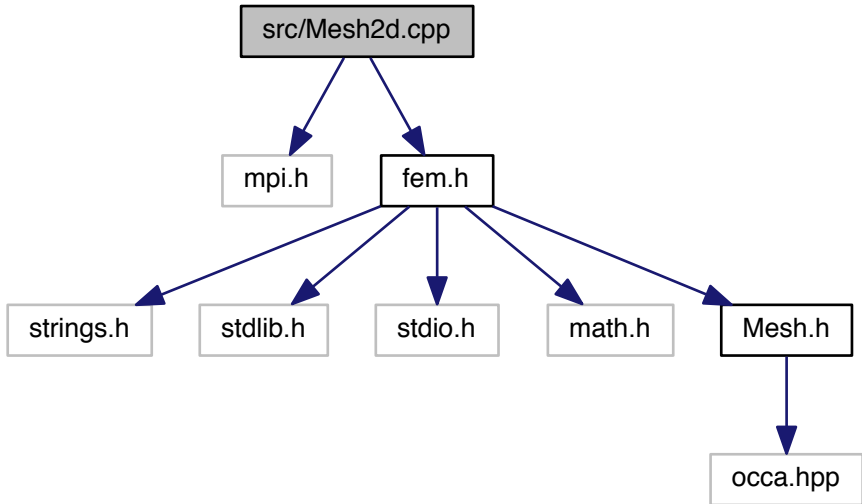 src/Mesh2d.cpp
mpi.h
fem.h
strings.h
stdlib.h
stdio.h
math.h
Mesh.h
occa.hpp